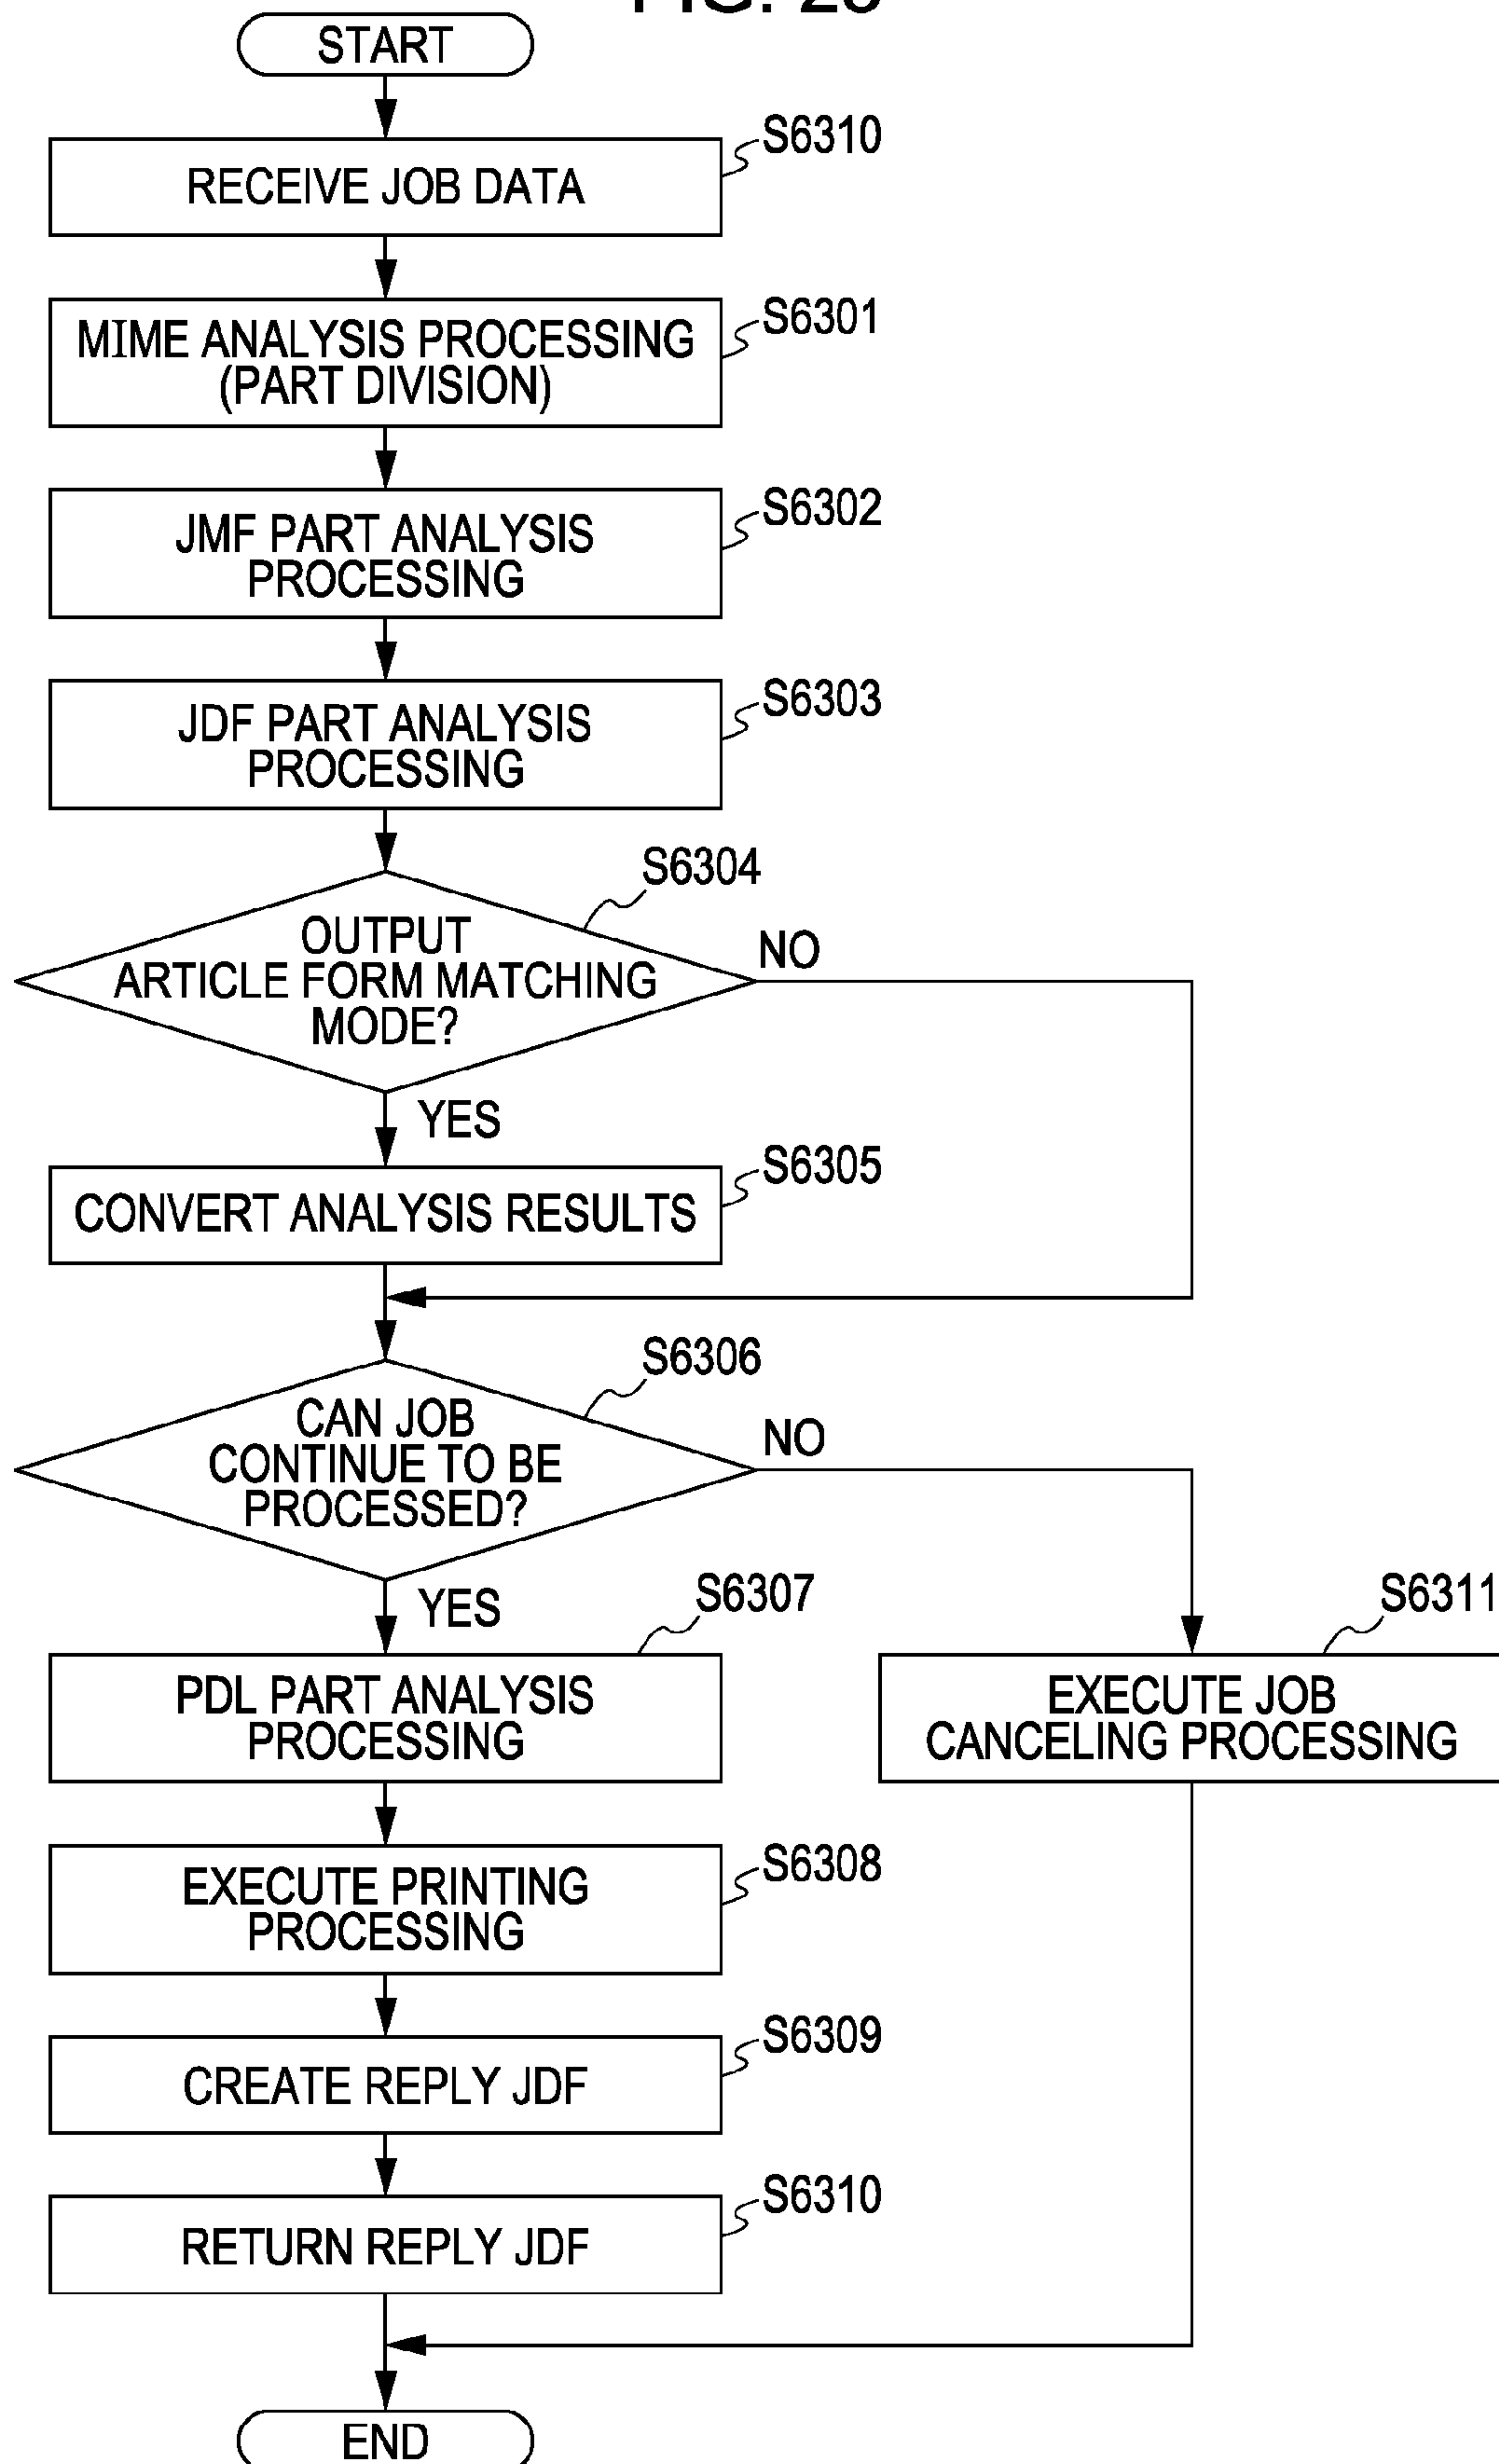 START
S6310
RECEIVE JOB DATA
S6301
MIME ANALYSIS PROCESSING
(PART DIVISION)
S6302
JMF PART ANALYSIS
PROCESSING
S6303
JDF PART ANALYSIS
PROCESSING
S6304
OUTPUT
ARTICLE FORM MATCHING
MODE?
NO
YES
S6305
CONVERT ANALYSIS RESULTS
S6306
CAN JOB
CONTINUE TO BE
PROCESSED?
NO
YES
S6307
PDL PART ANALYSIS
PROCESSING
S6311
EXECUTE JOB
CANCELING PROCESSING
S6308
EXECUTE PRINTING
PROCESSING
S6309
CREATE REPLY JDF
S6310
RETURN REPLY JDF
END